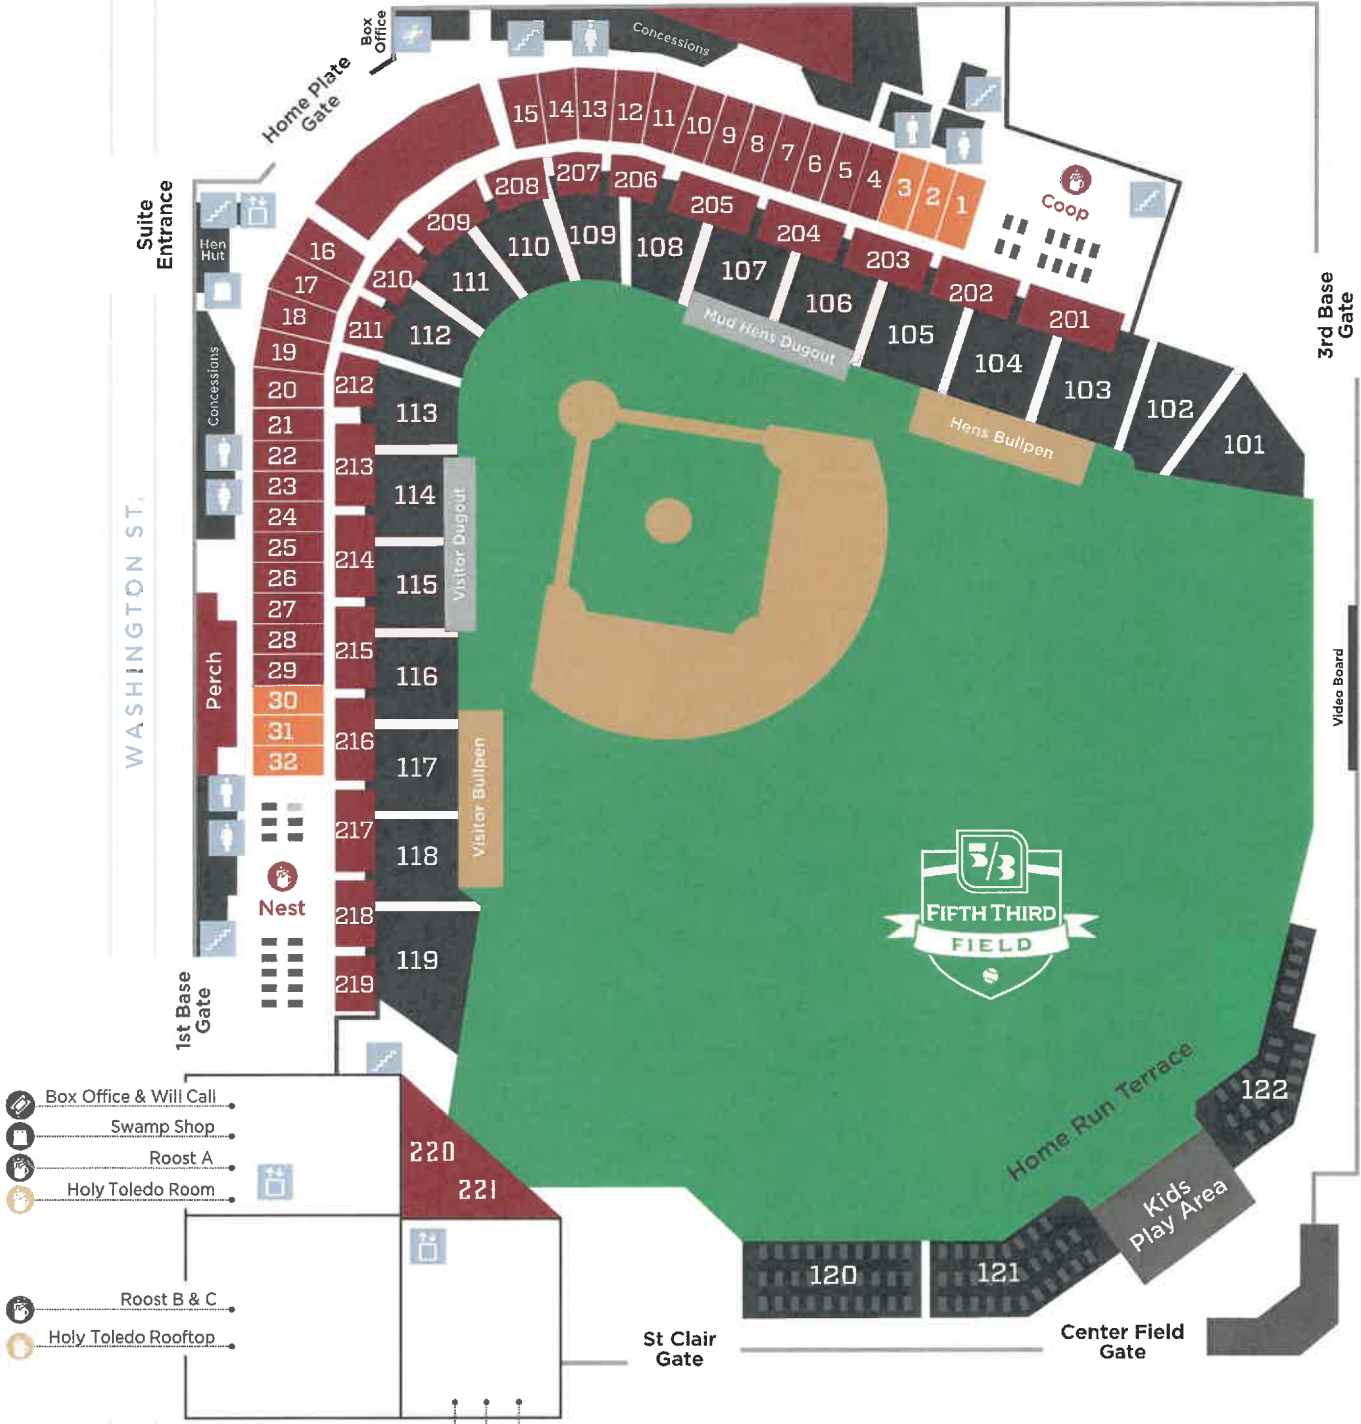 Box
Office
Concessions
Home Plate
Gate
Suite
Entrance
Hen
Hut
Concessions
WASHINGTON ST.
Perch
Nest
1st Base
Gate
Coop
3rd Base
Gate
Video Board
15
14
13
12
11
10
9
8
7
6
5
4
3
2
1
16
17
18
19
20
21
22
23
24
25
26
27
28
29
30
31
32
207
206
205
204
203
202
201
208
209
210
211
212
213
214
215
216
217
218
219
110
109
108
107
106
105
104
103
102
101
111
112
113
114
115
116
117
118
119
Mud Hens Dugout
Hens Bullpen
Visitor Dugout
Visitor Bullpen
5/3
FIFTH THIRD
FIELD
Home Run Terrace
122
Kids
Play Area
121
120
220
221
Box Office & Will Call
Swamp Shop
Roost A
Holy Toledo Room
Roost B & C
Holy Toledo Rooftop
St Clair
Gate
Center Field
Gate